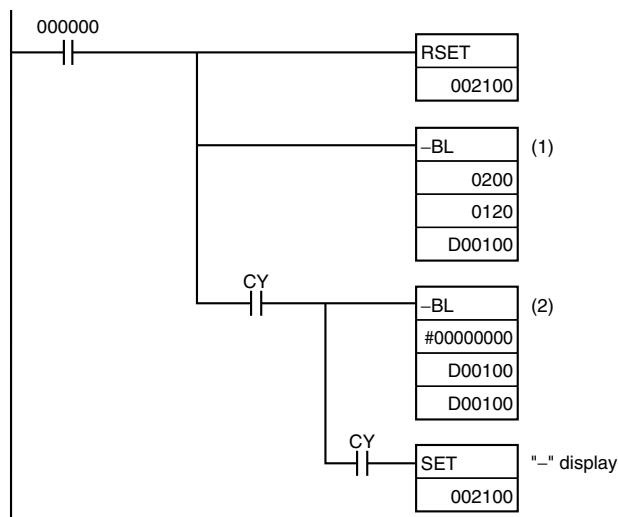 000000
RSET
002100
–BL (1)
0200
0120
D00100
CY
–BL (2)
#00000000
D00100
D00100
CY
SET "–" display
002100